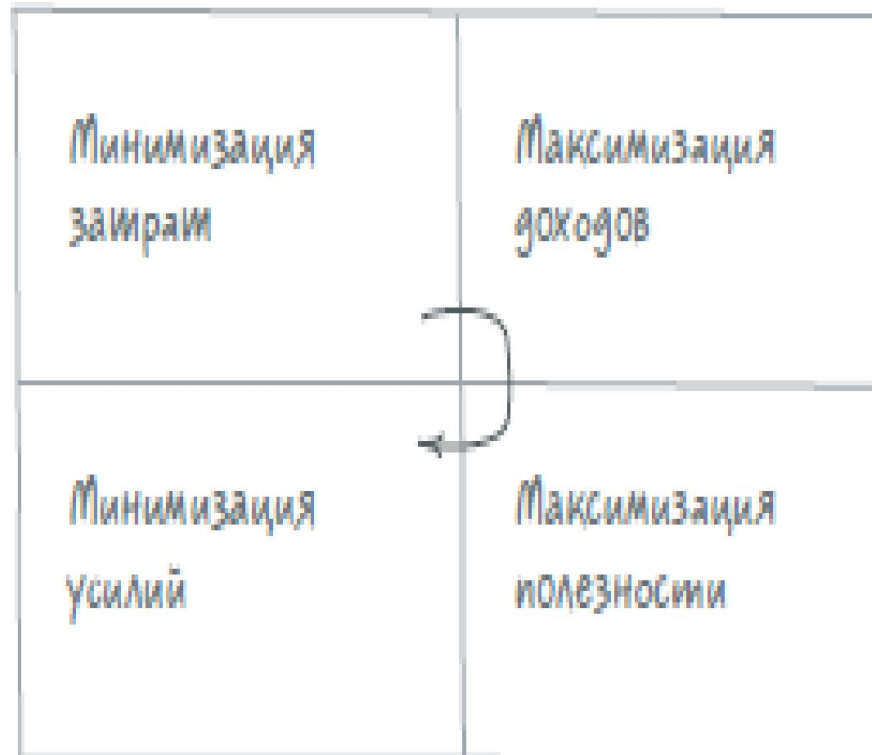 Минимизация
затрат
Максимизация
доходов
Минимизация
усилий
Максимизация
полезности